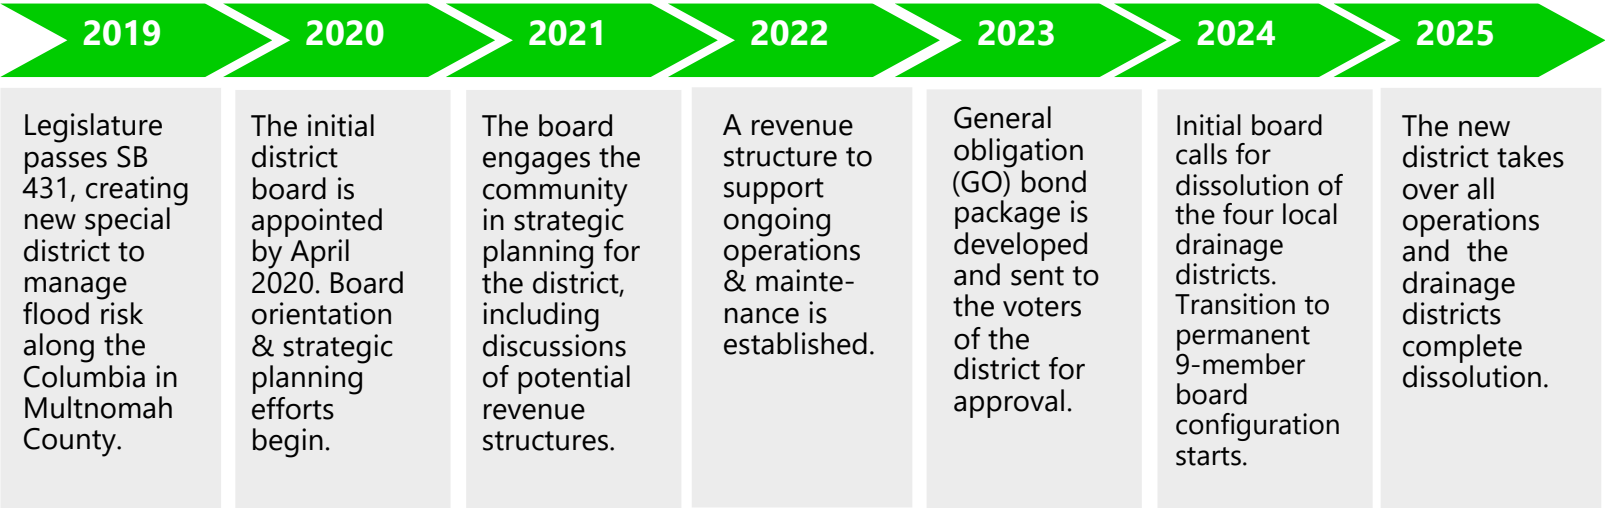 2019
2020
2021
2022
2023
2024
2025
Legislature
passes SB
431, creating
new special
district to
manage
flood risk
along the
Columbia in
Multnomah
County.
The initial
district
board is
appointed
by April
2020. Board
orientation
& strategic
planning
efforts
begin.
The board
engages the
community
in strategic
planning for
the district,
including
discussions
of potential
revenue
structures.
A revenue
structure to
support
ongoing
operations
& mainte-
nance is
established.
General
obligation
(GO) bond
package is
developed
and sent to
the voters
of the
district for
approval.
Initial board
calls for
dissolution of
the four local
drainage
districts.
Transition to
permanent
9-member
board
configuration
starts.
The new
district takes
over all
operations
and  the
drainage
districts
complete
dissolution.